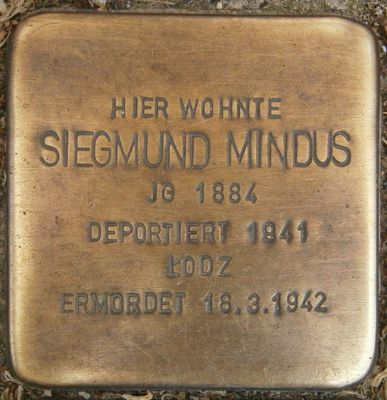 HIER WOHNTE
SIEGMUND MINDUS
JG 1884
DEPORTIERT 1941
ŁODZ
ERMORDET 18.3.1942